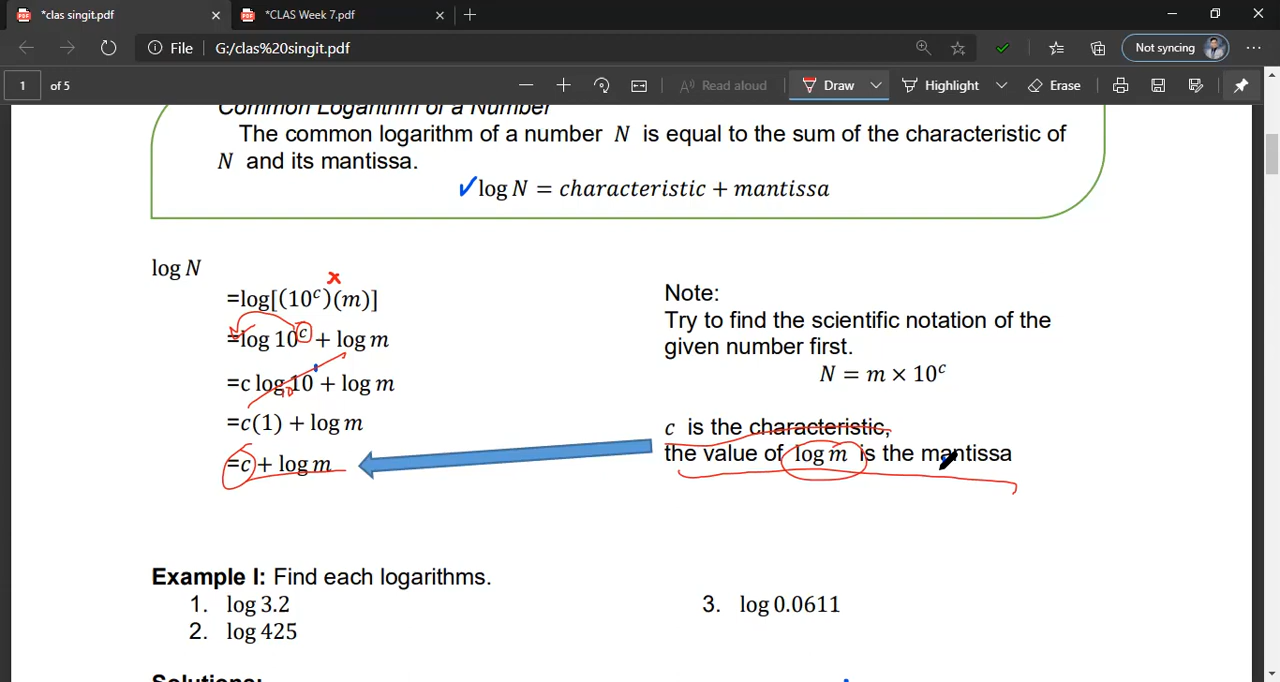 *clas singit.pdf
*CLAS Week 7.pdf
File G:/clas%20singit.pdf
Not syncing
1 of 5
Read aloud
Draw
Highlight
Erase
Common Logarithm of a Number
The common logarithm of a number N is equal to the sum of the characteristic of
N and its mantissa.
✓log N = characteristic + mantissa
log N
x
=log[(10ᶜ)(m)]
=log 10ᶜ + log m
=c log 10 + log m
10
=c(1) + log m
=c + log m
Note:
Try to find the scientific notation of the
given number first.
N = m × 10ᶜ
c is the characteristic,
the value of log m is the mantissa
Example I: Find each logarithms.
1. log 3.2
2. log 425
3. log 0.0611
Solutions: